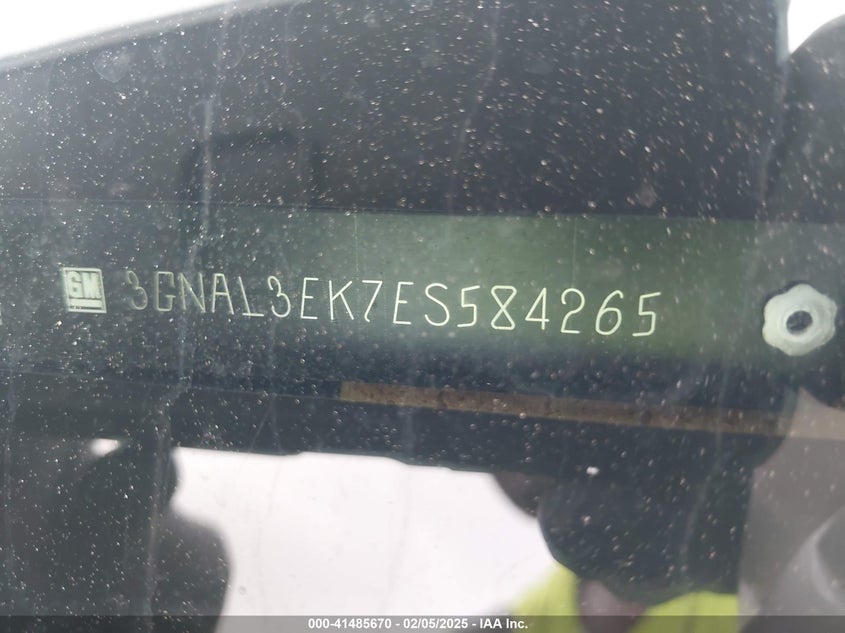 GM 3GNAL3EK7ES584265
000-41485670 - 02/05/2025 - IAA Inc.